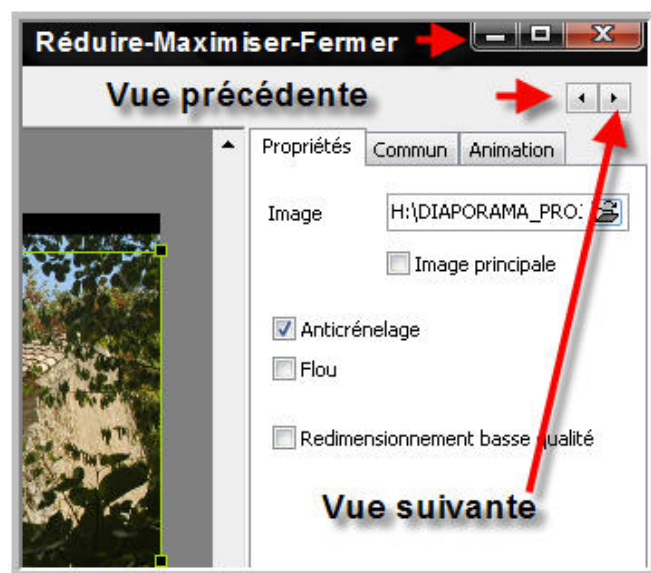 Réduire-Maximiser-Fermer
Vue précédente
Propriétés Commun Animation
Image H:\DIAPORAMA_PRO
Image principale
Anticrénelage
Flou
Redimensionnement basse qualité
Vue suivante